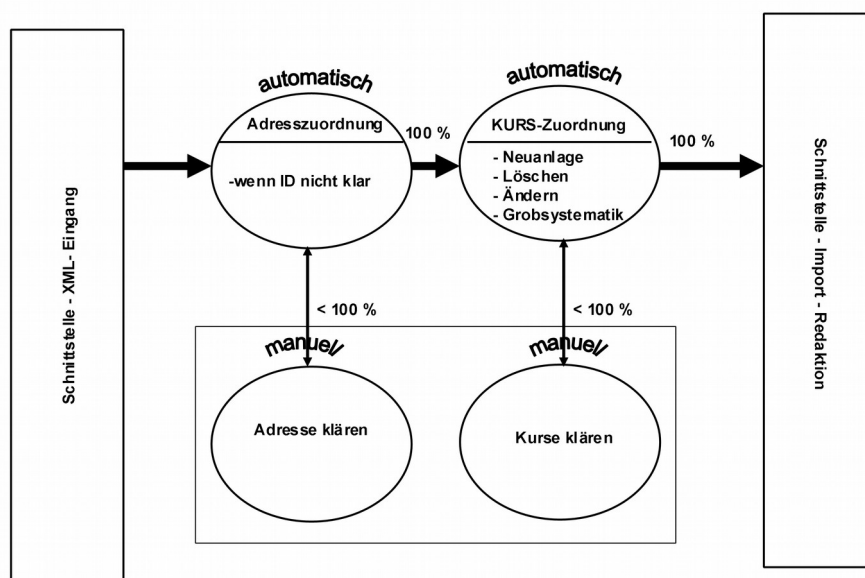 Schnittstelle - XML- Eingang
automatisch
Adresszuordnung
-wenn ID nicht klar
100 %
automatisch
KURS-Zuordnung
- Neuanlage
- Löschen
- Ändern
- Grobsystematik
100 %
< 100 %
< 100 %
manuell
Adresse klären
manuell
Kurse klären
Schnittstelle - Import - Redaktion